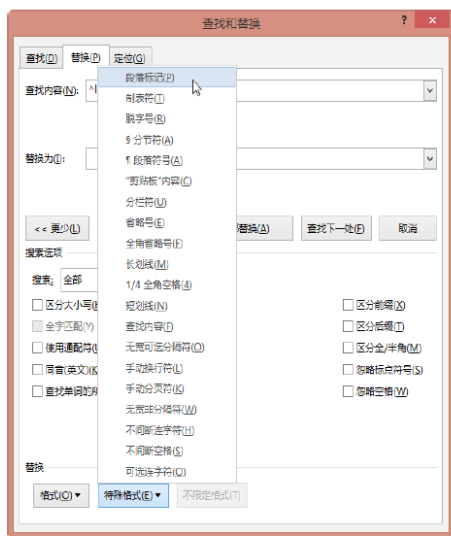 查找和替换
? ×
查找(D) 替换(P) 定位(G)
查找内容(N): ^l
替换为(I):
段落标记(P)
制表符(T)
脱字号(R)
§ 分节符(A)
¶ 段落符号(A)
"剪贴板"内容(C)
分栏符(U)
省略号(E)
全角省略号(F)
长划线(M)
1/4 全角空格(4)
短划线(N)
查找内容(F)
无宽可选分隔符(O)
手动换行符(L)
手动分页符(K)
无宽非分隔符(W)
不间断连字符(H)
不间断空格(S)
可选连字符(O)
<< 更少(L) 替换(A) 查找下一处(F) 取消
搜索选项
搜索: 全部
区分大小写( 区分前缀(X)
全字匹配(Y) 区分后缀(T)
使用通配符( 区分全/半角(M)
同音(英文)(K 忽略标点符号(S)
查找单词的 忽略空格(W)
替换
格式(O) 特殊格式(E) 不限定格式(T)